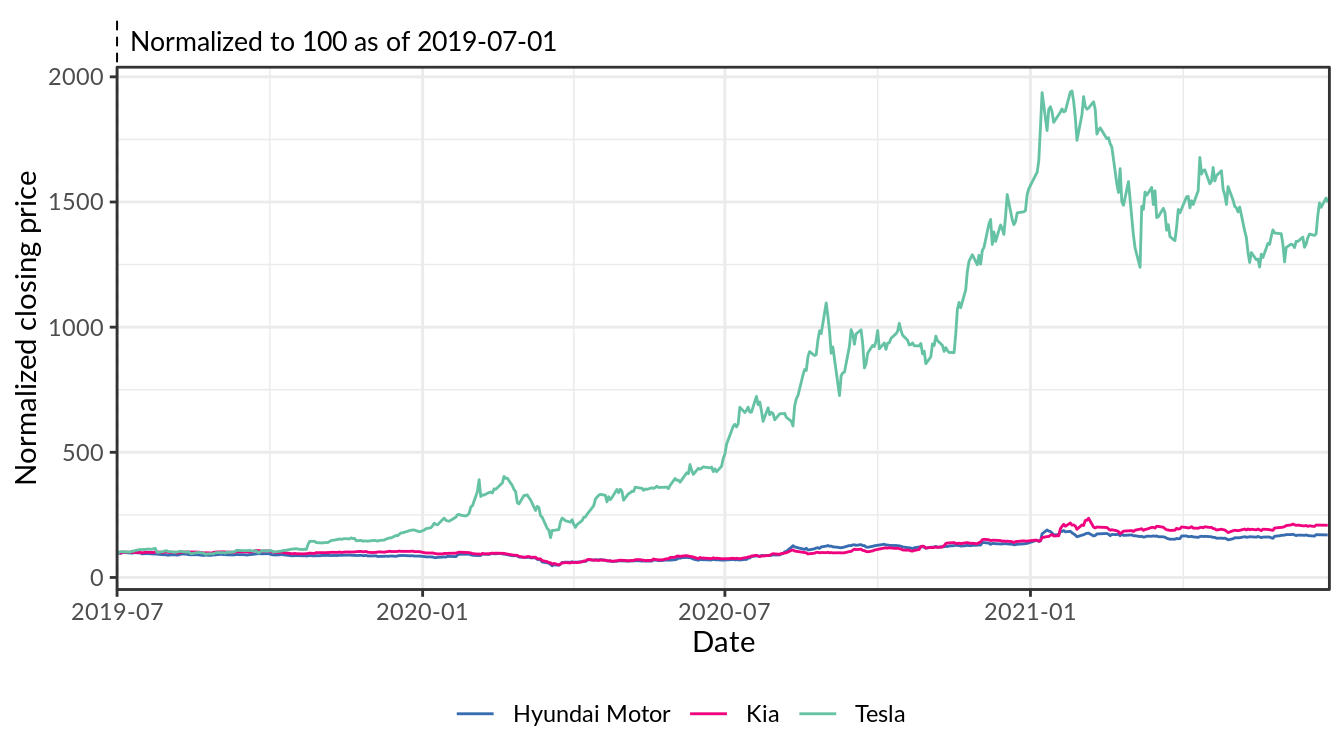 Normalized to 100 as of 2019-07-01
Normalized closing price
2000
1500
1000
500
0
2019-07 2020-01 2020-07 2021-01
Date
Hyundai Motor Kia Tesla